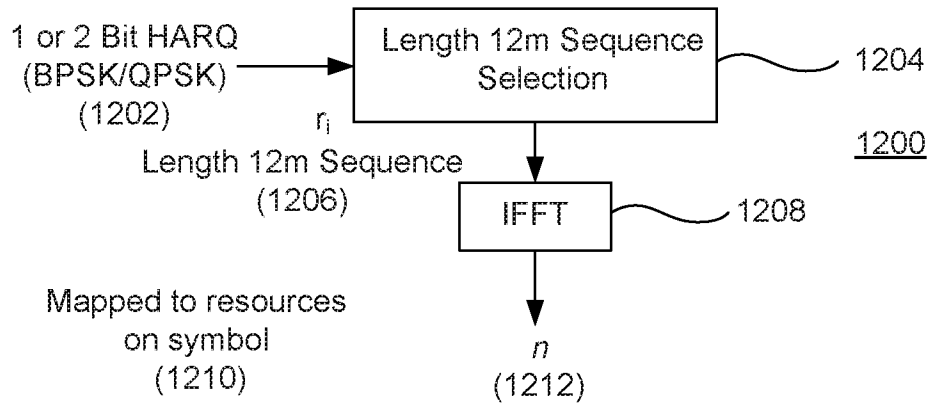 1 or 2 Bit HARQ
(BPSK/QPSK)
(1202)
Length 12m Sequence
Selection
1204
1200
rᵢ
Length 12m Sequence
(1206)
IFFT
1208
Mapped to resources
on symbol
(1210)
n
(1212)